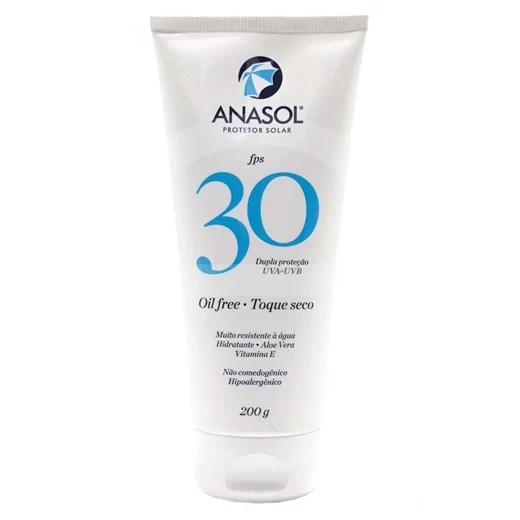 ANASOL®
PROTETOR SOLAR
fps
30
Dupla proteção
UVA+UVB
Oil free • Toque seco
Muito resistente à água
Hidratante • Aloe Vera
Vitamina E
Não comedogênico
Hipoalergênico
200 g